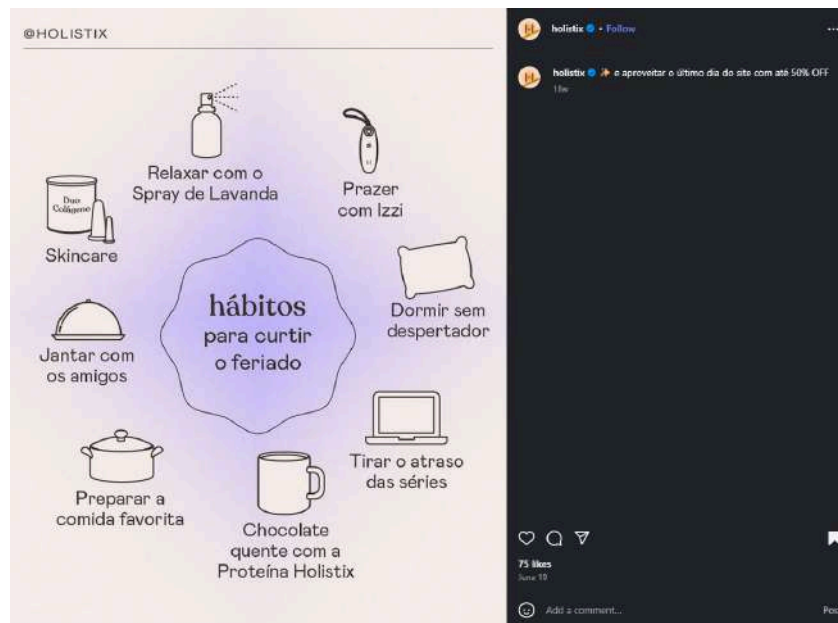 @HOLISTIX
Relaxar com o
Spray de Lavanda
Prazer
com Izzi
Duo
Colágeno
Skincare
Dormir sem
despertador
hábitos
para curtir
o feriado
Jantar com
os amigos
Tirar o atraso
das séries
Preparar a
comida favorita
Chocolate
quente com a
Proteína Holistix
holistix • Follow
holistix ✨ e aproveitar o último dia do site com até 50% OFF
75 likes
June 19
Add a comment...